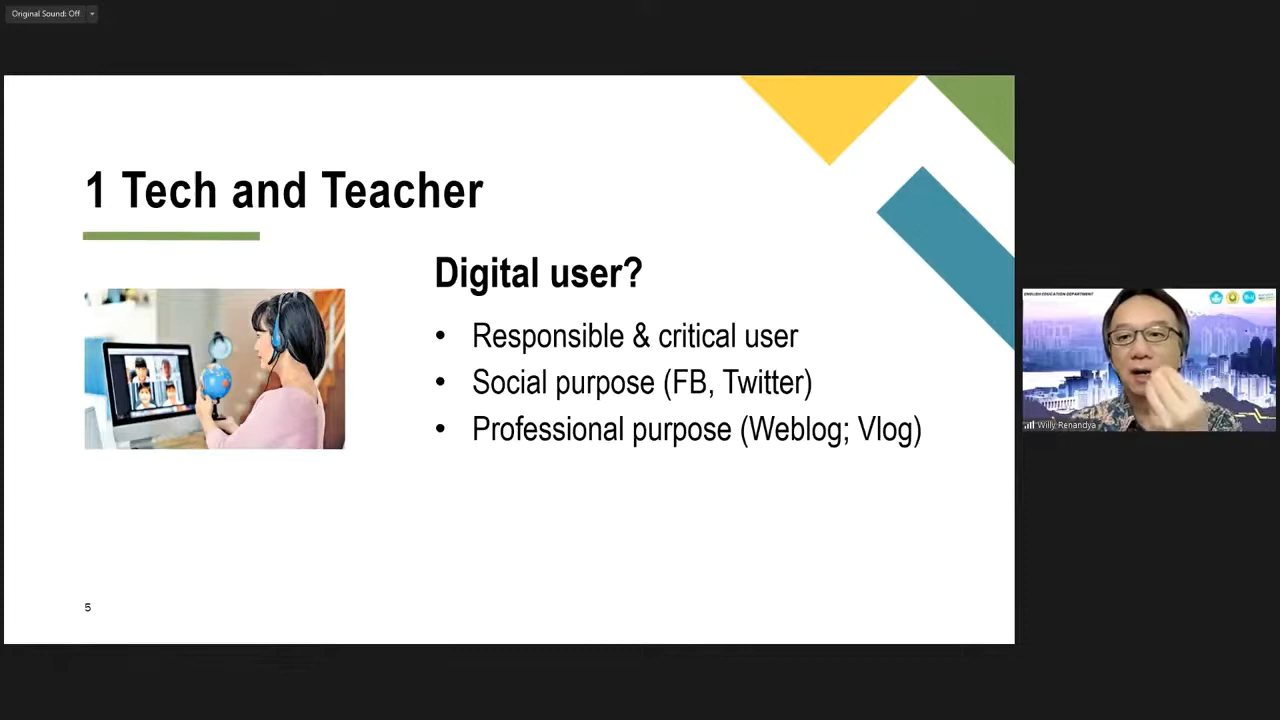 Original Sound: Off
1 Tech and Teacher
Digital user?
• Responsible & critical user
• Social purpose (FB, Twitter)
• Professional purpose (Weblog; Vlog)
5
ENGLISH EDUCATION DEPARTMENT
Willy Renandya